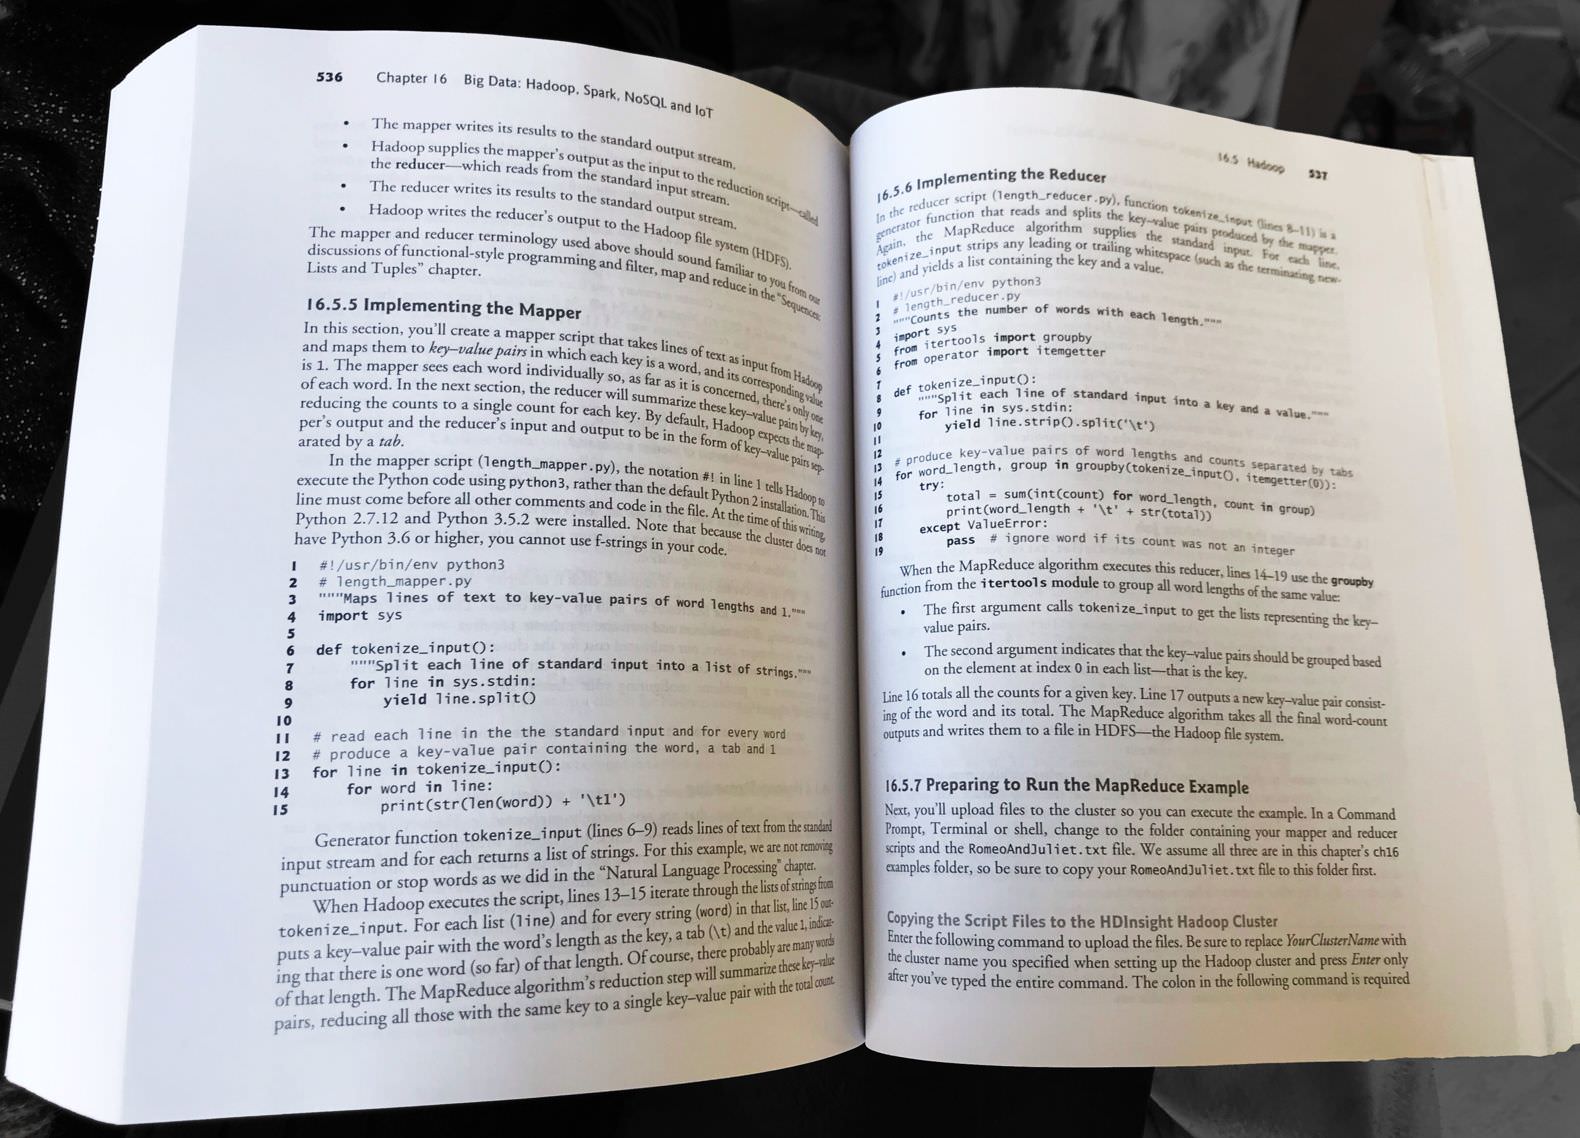 536 Chapter 16 Big Data: Hadoop, Spark, NoSQL and IoT
• The mapper writes its results to the standard output stream.
• Hadoop supplies the mapper's output as the input to the reduction script—called
the reducer—which reads from the standard input stream.
• The reducer writes its results to the standard output stream.
• Hadoop writes the reducer's output to the Hadoop file system (HDFS).
The mapper and reducer terminology used above should sound familiar to you from our
discussions of functional-style programming and filter, map and reduce in the "Sequences:
Lists and Tuples" chapter.
16.5.5 Implementing the Mapper
In this section, you'll create a mapper script that takes lines of text as input from Hadoop
and maps them to key–value pairs in which each key is a word, and its corresponding value
is 1. The mapper sees each word individually so, as far as it is concerned, there's only one
of each word. In the next section, the reducer will summarize these key–value pairs by key,
reducing the counts to a single count for each key. By default, Hadoop expects the map-
per's output and the reducer's input and output to be in the form of key–value pairs sep-
arated by a tab.
In the mapper script (length_mapper.py), the notation #! in line 1 tells Hadoop to
execute the Python code using python3, rather than the default Python 2 installation. This
line must come before all other comments and code in the file. At the time of this writing,
Python 2.7.12 and Python 3.5.2 were installed. Note that because the cluster does not
have Python 3.6 or higher, you cannot use f-strings in your code.
1 #!/usr/bin/env python3
2 # length_mapper.py
3 """Maps lines of text to key-value pairs of word lengths and 1."""
4 import sys
5
6 def tokenize_input():
7 """Split each line of standard input into a list of strings."""
8 for line in sys.stdin:
9 yield line.split()
10
11 # read each line in the the standard input and for every word
12 # produce a key-value pair containing the word, a tab and 1
13 for line in tokenize_input():
14 for word in line:
15 print(str(len(word)) + '\t1')
Generator function tokenize_input (lines 6–9) reads lines of text from the standard
input stream and for each returns a list of strings. For this example, we are not removing
punctuation or stop words as we did in the "Natural Language Processing" chapter.
When Hadoop executes the script, lines 13–15 iterate through the lists of strings from
tokenize_input. For each list (line) and for every string (word) in that list, line 15 out-
puts a key–value pair with the word's length as the key, a tab (\t) and the value 1, indicat-
ing that there is one word (so far) of that length. Of course, there probably are many words
of that length. The MapReduce algorithm's reduction step will summarize these key–value
pairs, reducing all those with the same key to a single key–value pair with the total count.
16.5 Hadoop 537
16.5.6 Implementing the Reducer
In the reducer script (length_reducer.py), function tokenize_input (lines 8–11) is a
generator function that reads and splits the key–value pairs produced by the mapper.
Again, the MapReduce algorithm supplies the standard input. For each line,
tokenize_input strips any leading or trailing whitespace (such as the terminating new-
line) and yields a list containing the key and a value.
1 #!/usr/bin/env python3
2 # length_reducer.py
3 """Counts the number of words with each length."""
4 import sys
5 from itertools import groupby
6 from operator import itemgetter
7
8 def tokenize_input():
9 """Split each line of standard input into a key and a value."""
10 for line in sys.stdin:
11 yield line.strip().split('\t')
12
13 # produce key-value pairs of word lengths and counts separated by tabs
14 for word_length, group in groupby(tokenize_input(), itemgetter(0)):
15 try:
16 total = sum(int(count) for word_length, count in group)
17 print(word_length + '\t' + str(total))
18 except ValueError:
19 pass # ignore word if its count was not an integer
When the MapReduce algorithm executes this reducer, lines 14–19 use the groupby
function from the itertools module to group all word lengths of the same value:
• The first argument calls tokenize_input to get the lists representing the key–
value pairs.
• The second argument indicates that the key–value pairs should be grouped based
on the element at index 0 in each list—that is the key.
Line 16 totals all the counts for a given key. Line 17 outputs a new key–value pair consist-
ing of the word and its total. The MapReduce algorithm takes all the final word-count
outputs and writes them to a file in HDFS—the Hadoop file system.
16.5.7 Preparing to Run the MapReduce Example
Next, you'll upload files to the cluster so you can execute the example. In a Command
Prompt, Terminal or shell, change to the folder containing your mapper and reducer
scripts and the RomeoAndJuliet.txt file. We assume all three are in this chapter's ch16
examples folder, so be sure to copy your RomeoAndJuliet.txt file to this folder first.
Copying the Script Files to the HDInsight Hadoop Cluster
Enter the following command to upload the files. Be sure to replace YourClusterName with
the cluster name you specified when setting up the Hadoop cluster and press Enter only
after you've typed the entire command. The colon in the following command is required